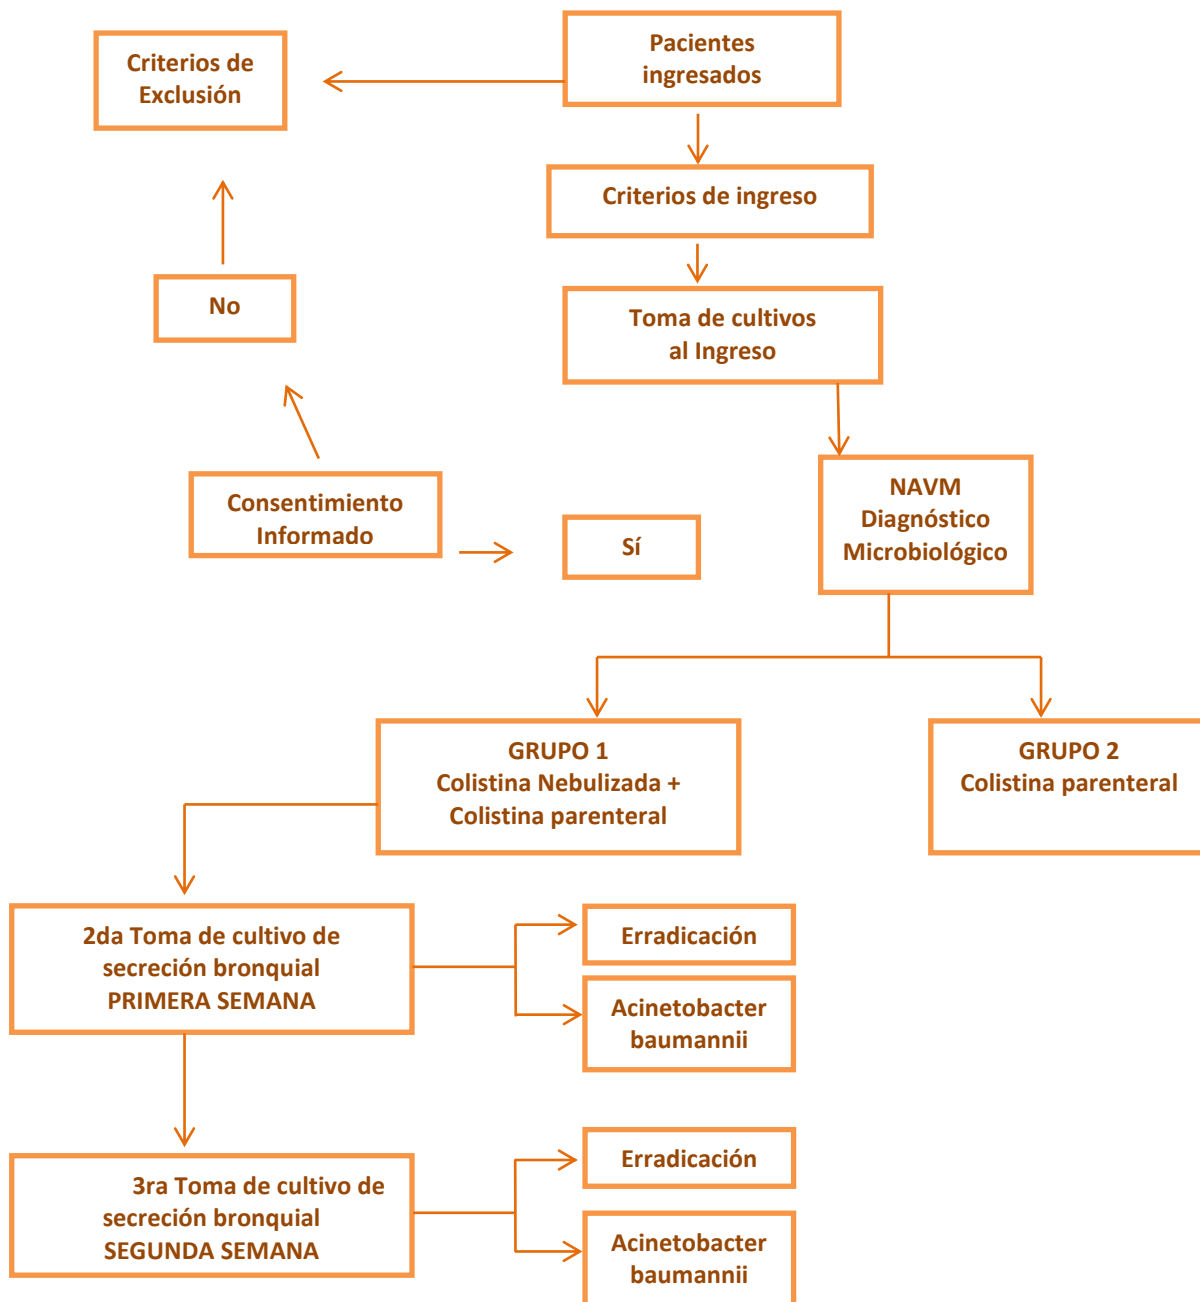 Pacientes
ingresados
Criterios de
Exclusión
Criterios de ingreso
No
Toma de cultivos
al Ingreso
Consentimiento
Informado
Sí
NAVM
Diagnóstico
Microbiológico
GRUPO 1
Colistina Nebulizada +
Colistina parenteral
GRUPO 2
Colistina parenteral
2da Toma de cultivo de
secreción bronquial
PRIMERA SEMANA
Erradicación
Acinetobacter
baumannii
3ra Toma de cultivo de
secreción bronquial
SEGUNDA SEMANA
Erradicación
Acinetobacter
baumannii